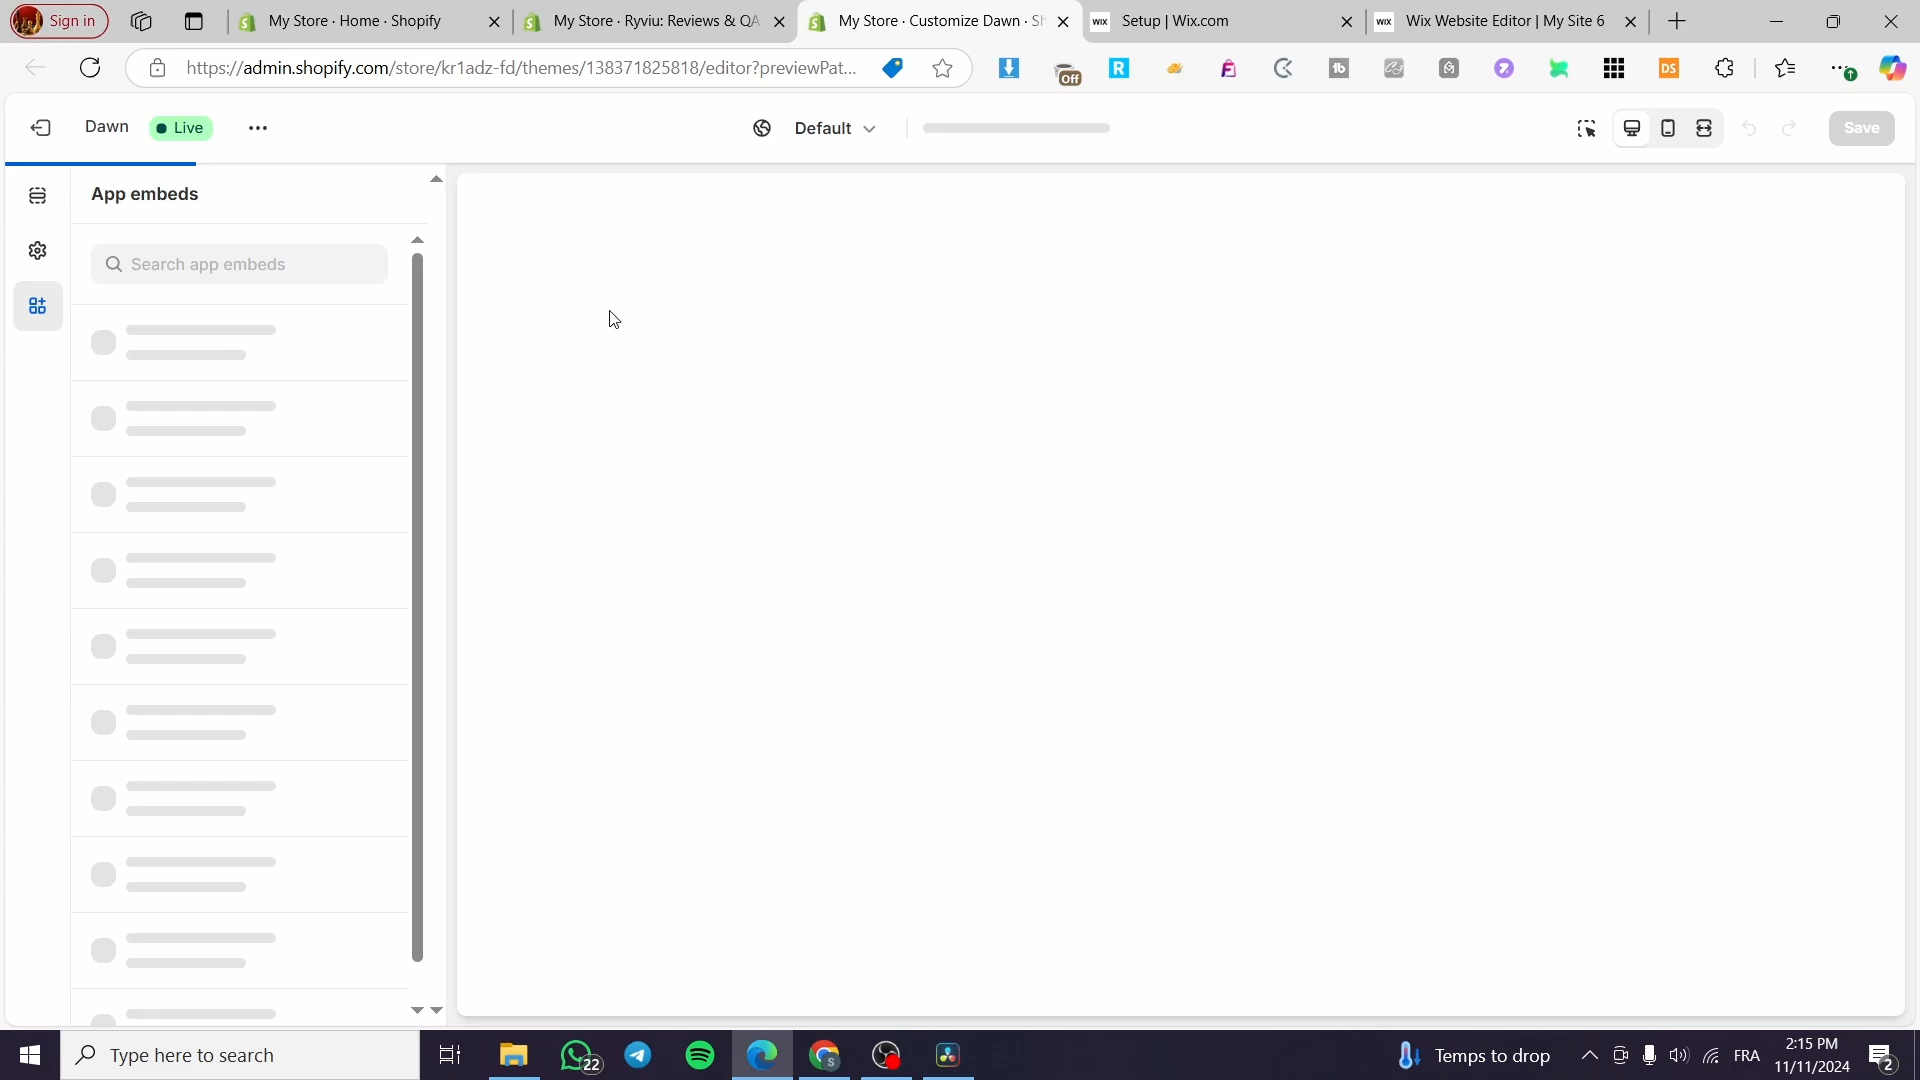 Sign in
My Store · Home · Shopify
My Store · Ryviu: Reviews & QA
My Store · Customize Dawn · Sh
WIX
Setup | Wix.com
WIX
Wix Website Editor | My Site 6
https://admin.shopify.com/store/kr1adz-fd/themes/138371825818/editor?previewPat...
Off
R
tb
DS
Dawn
Live
Default
Save
App embeds
Search app embeds
Type here to search
22
S
Temps to drop
FRA
2:15 PM
11/11/2024
2